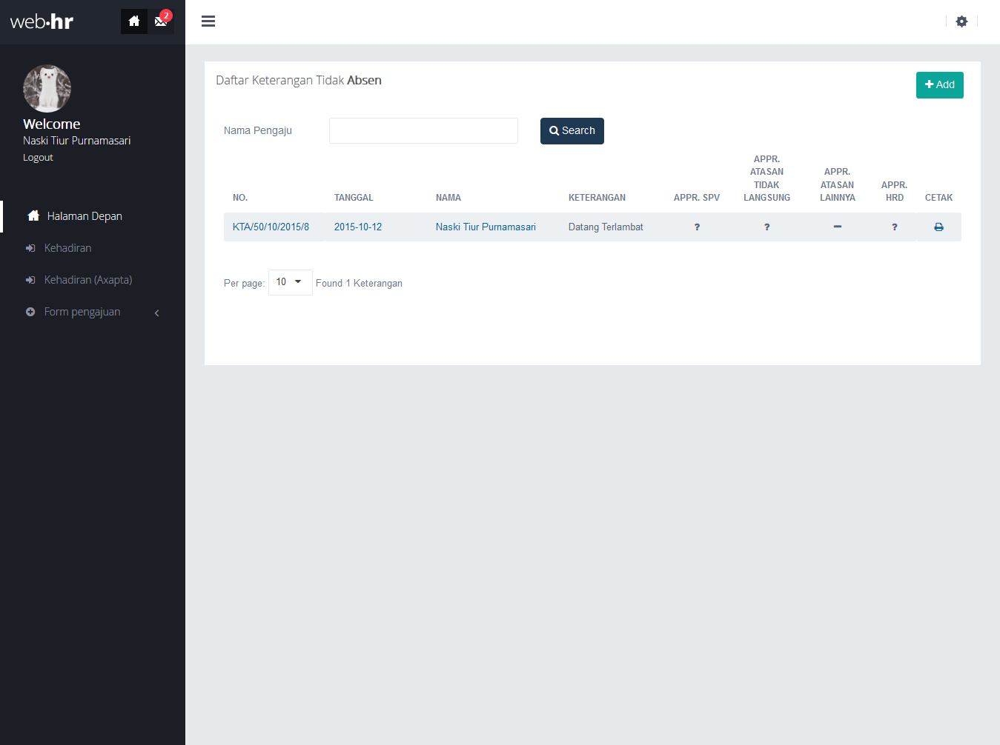 web·hr
2
Welcome
Naski Tiur Purnamasari
Logout
Halaman Depan
Kehadiran
Kehadiran (Axapta)
Form pengajuan
Daftar Keterangan Tidak Absen
Add
Nama Pengaju
Search
NO. TANGGAL NAMA KETERANGAN APPR. SPV APPR. ATASAN TIDAK LANGSUNG APPR. ATASAN LAINNYA APPR. HRD CETAK
KTA/50/10/2015/8 2015-10-12 Naski Tiur Purnamasari Datang Terlambat ? ? – ?
Per page: 10 Found 1 Keterangan